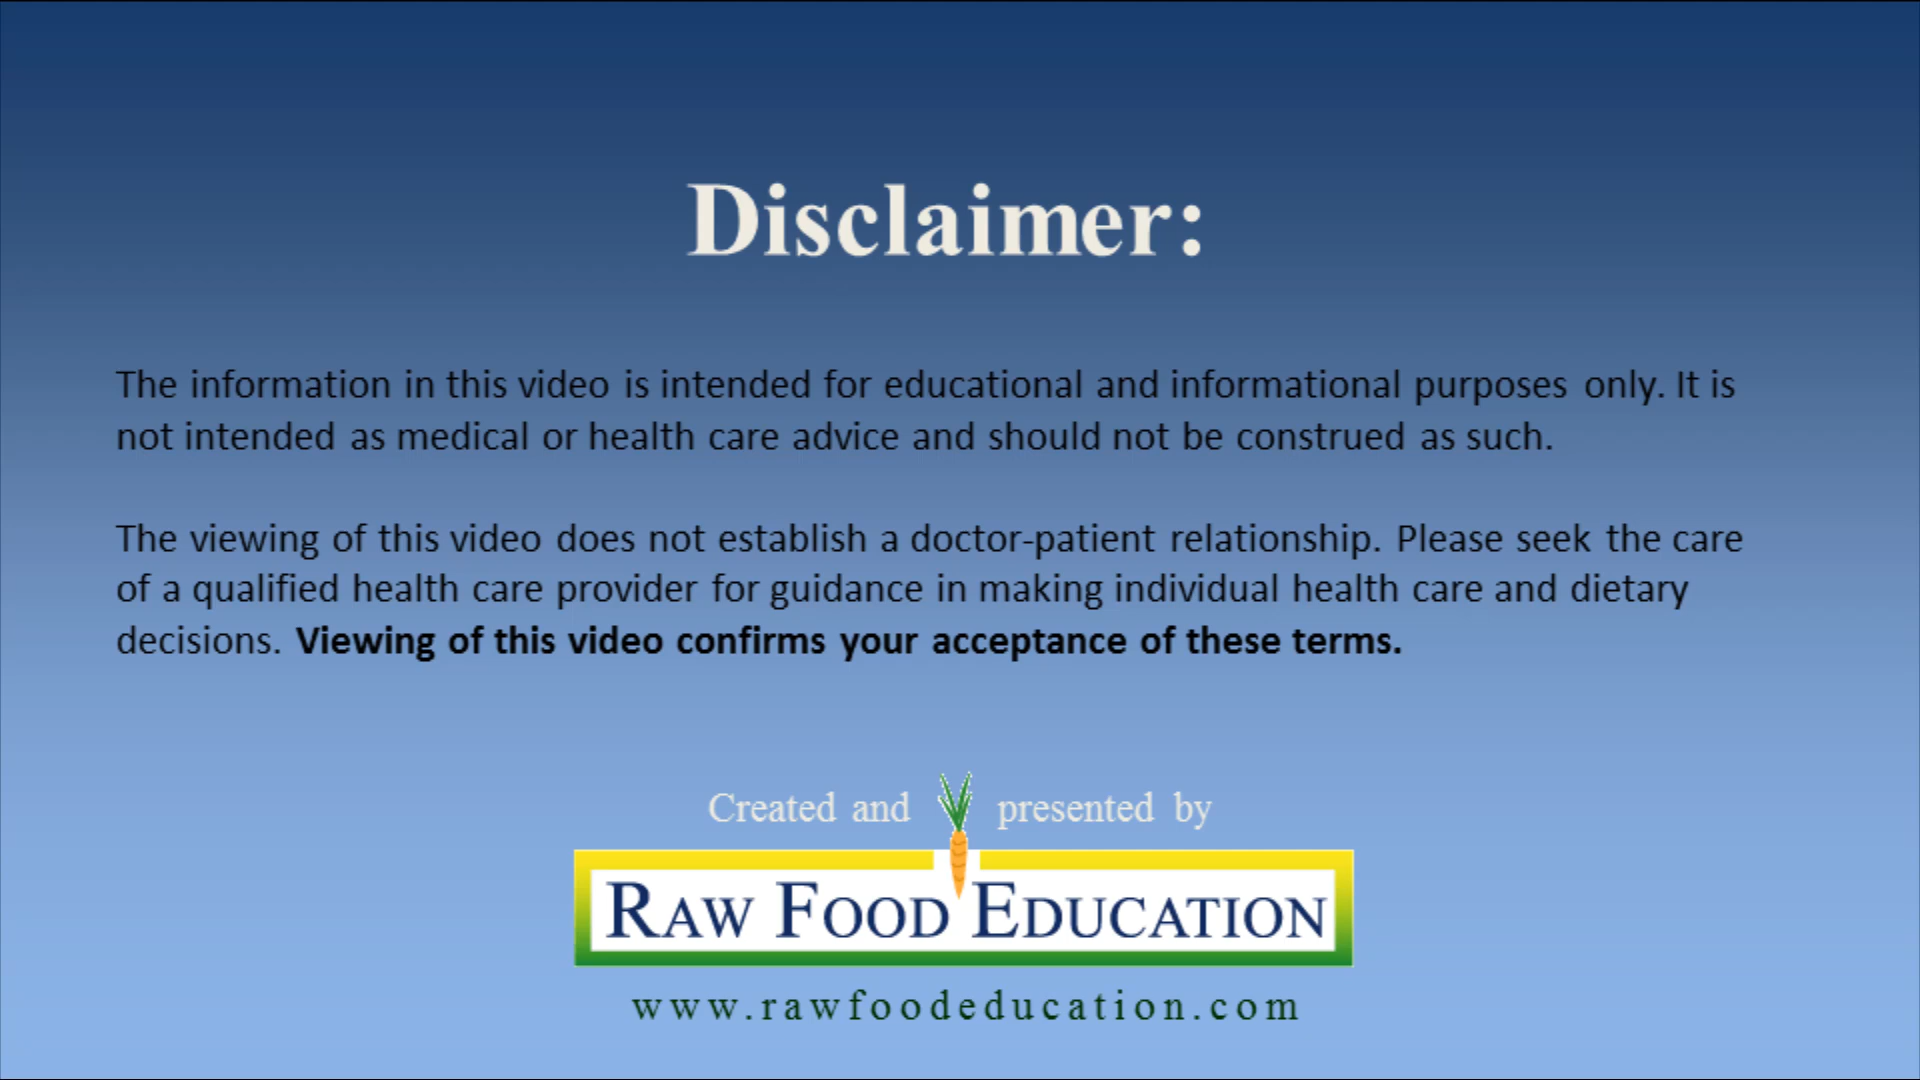 Disclaimer:
The information in this video is intended for educational and informational purposes only. It is
not intended as medical or health care advice and should not be construed as such.
The viewing of this video does not establish a doctor-patient relationship. Please seek the care
of a qualified health care provider for guidance in making individual health care and dietary
decisions. Viewing of this video confirms your acceptance of these terms.
Created and presented by
RAW FOOD EDUCATION
www.rawfoodeducation.com